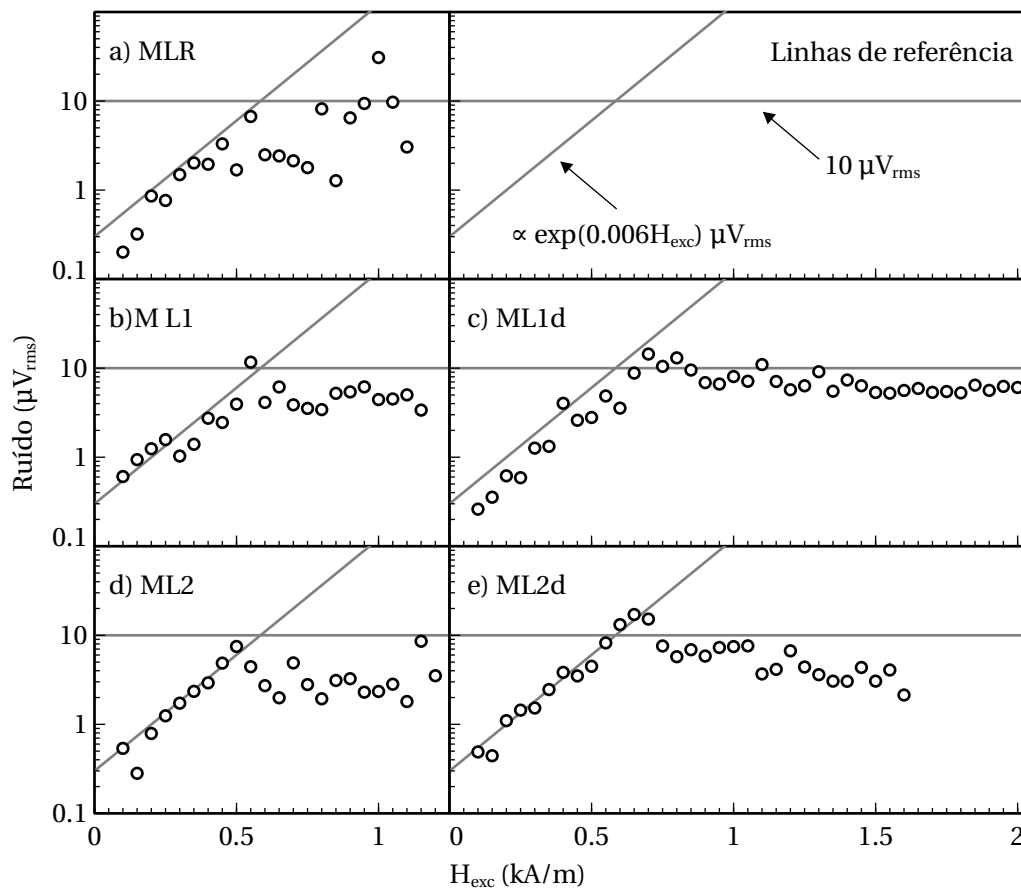 a) MLR
Linhas de referência
10
10 μVrms
1
∝ exp(0.006Hexc) μVrms
0.1
b)M L1
c) ML1d
10
1
Ruído (μVrms)
0.1
d) ML2
e) ML2d
10
1
0.1
0 0.5 1 0 0.5 1 1.5 2
Hexc (kA/m)